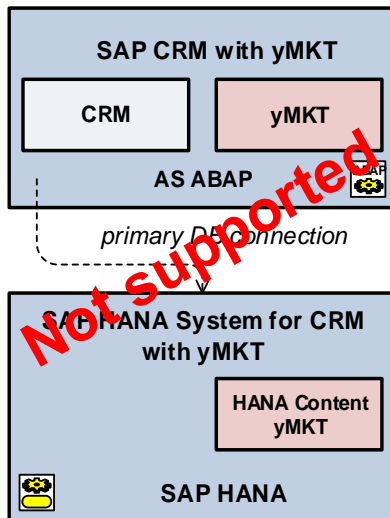 SAP CRM with yMKT
CRM
yMKT
AS ABAP
primary DB connection
Not supported
SAP HANA System for CRM
with yMKT
HANA Content
yMKT
SAP HANA